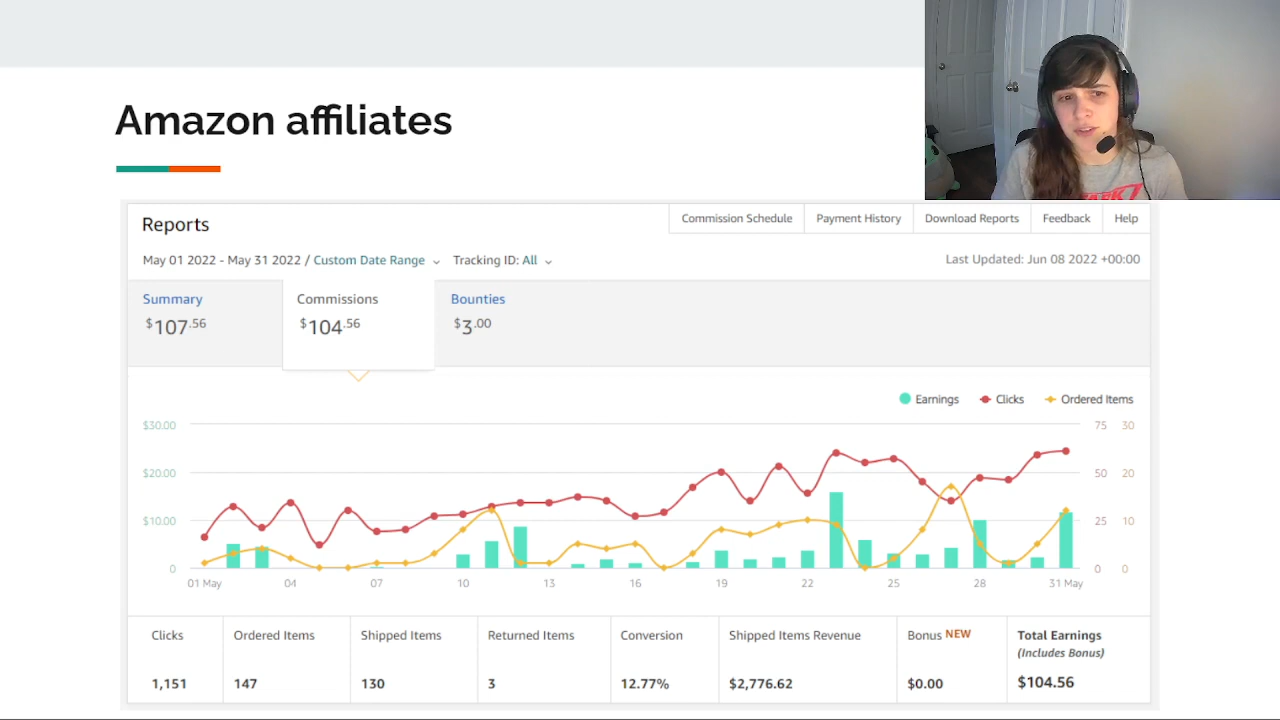 Amazon affiliates
Reports
Commission Schedule Payment History Download Reports Feedback Help
May 01 2022 - May 31 2022 / Custom Date Range Tracking ID: All
Last Updated: Jun 08 2022 +00:00
Summary Commissions Bounties
$107.56 $104.56 $3.00
Earnings Clicks Ordered Items
$30.00 75 30
$20.00 50 20
$10.00 25 10
0 0 0
01 May 04 07 10 13 16 19 22 25 28 31 May
Clicks Ordered Items Shipped Items Returned Items Conversion Shipped Items Revenue Bonus NEW Total Earnings
(Includes Bonus)
1,151 147 130 3 12.77% $2,776.62 $0.00 $104.56